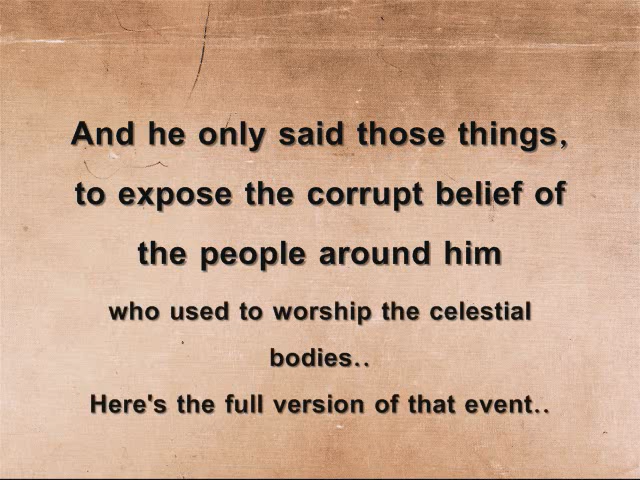 And he only said those things,
to expose the corrupt belief of
the people around him
who used to worship the celestial
bodies..
Here's the full version of that event..